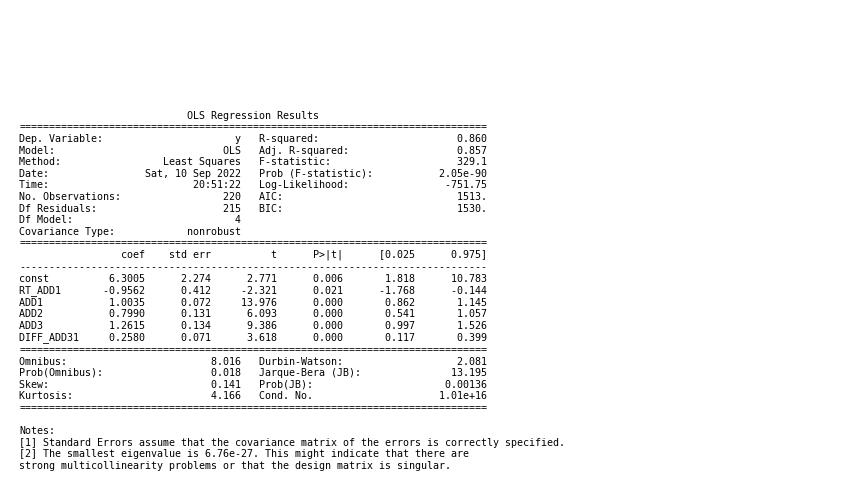 OLS Regression Results
==============================================================================
Dep. Variable:                      y   R-squared:                       0.860
Model:                            OLS   Adj. R-squared:                  0.857
Method:                 Least Squares   F-statistic:                     329.1
Date:                Sat, 10 Sep 2022   Prob (F-statistic):           2.05e-90
Time:                        20:51:22   Log-Likelihood:                -751.75
No. Observations:                 220   AIC:                             1513.
Df Residuals:                     215   BIC:                             1530.
Df Model:                           4
Covariance Type:            nonrobust
==============================================================================
                 coef    std err          t      P>|t|      [0.025      0.975]
------------------------------------------------------------------------------
const          6.3005      2.274      2.771      0.006       1.818      10.783
RT_ADD1       -0.9562      0.412     -2.321      0.021      -1.768      -0.144
ADD1           1.0035      0.072     13.976      0.000       0.862       1.145
ADD2           0.7990      0.131      6.093      0.000       0.541       1.057
ADD3           1.2615      0.134      9.386      0.000       0.997       1.526
DIFF_ADD31     0.2580      0.071      3.618      0.000       0.117       0.399
==============================================================================
Omnibus:                        8.016   Durbin-Watson:                   2.081
Prob(Omnibus):                  0.018   Jarque-Bera (JB):               13.195
Skew:                           0.141   Prob(JB):                      0.00136
Kurtosis:                       4.166   Cond. No.                     1.01e+16
==============================================================================
Notes:
[1] Standard Errors assume that the covariance matrix of the errors is correctly specified.
[2] The smallest eigenvalue is 6.76e-27. This might indicate that there are
strong multicollinearity problems or that the design matrix is singular.